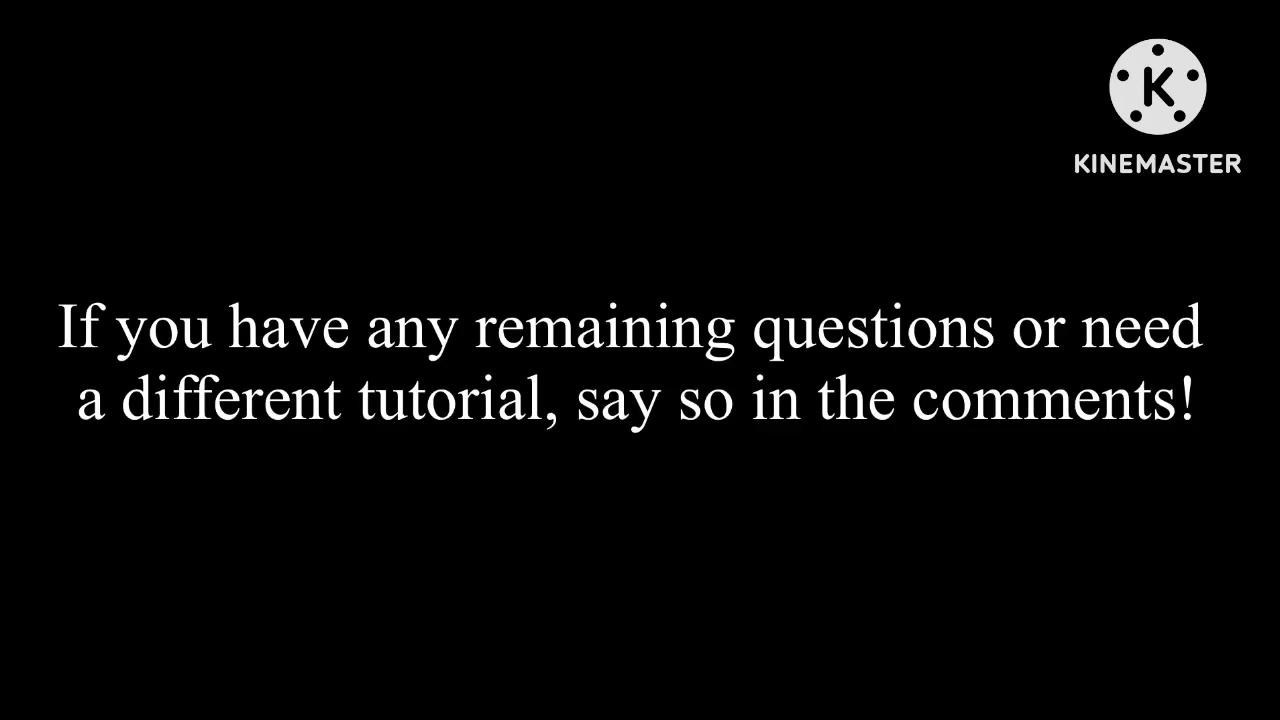 K
KINEMASTER
If you have any remaining questions or need
a different tutorial, say so in the comments!